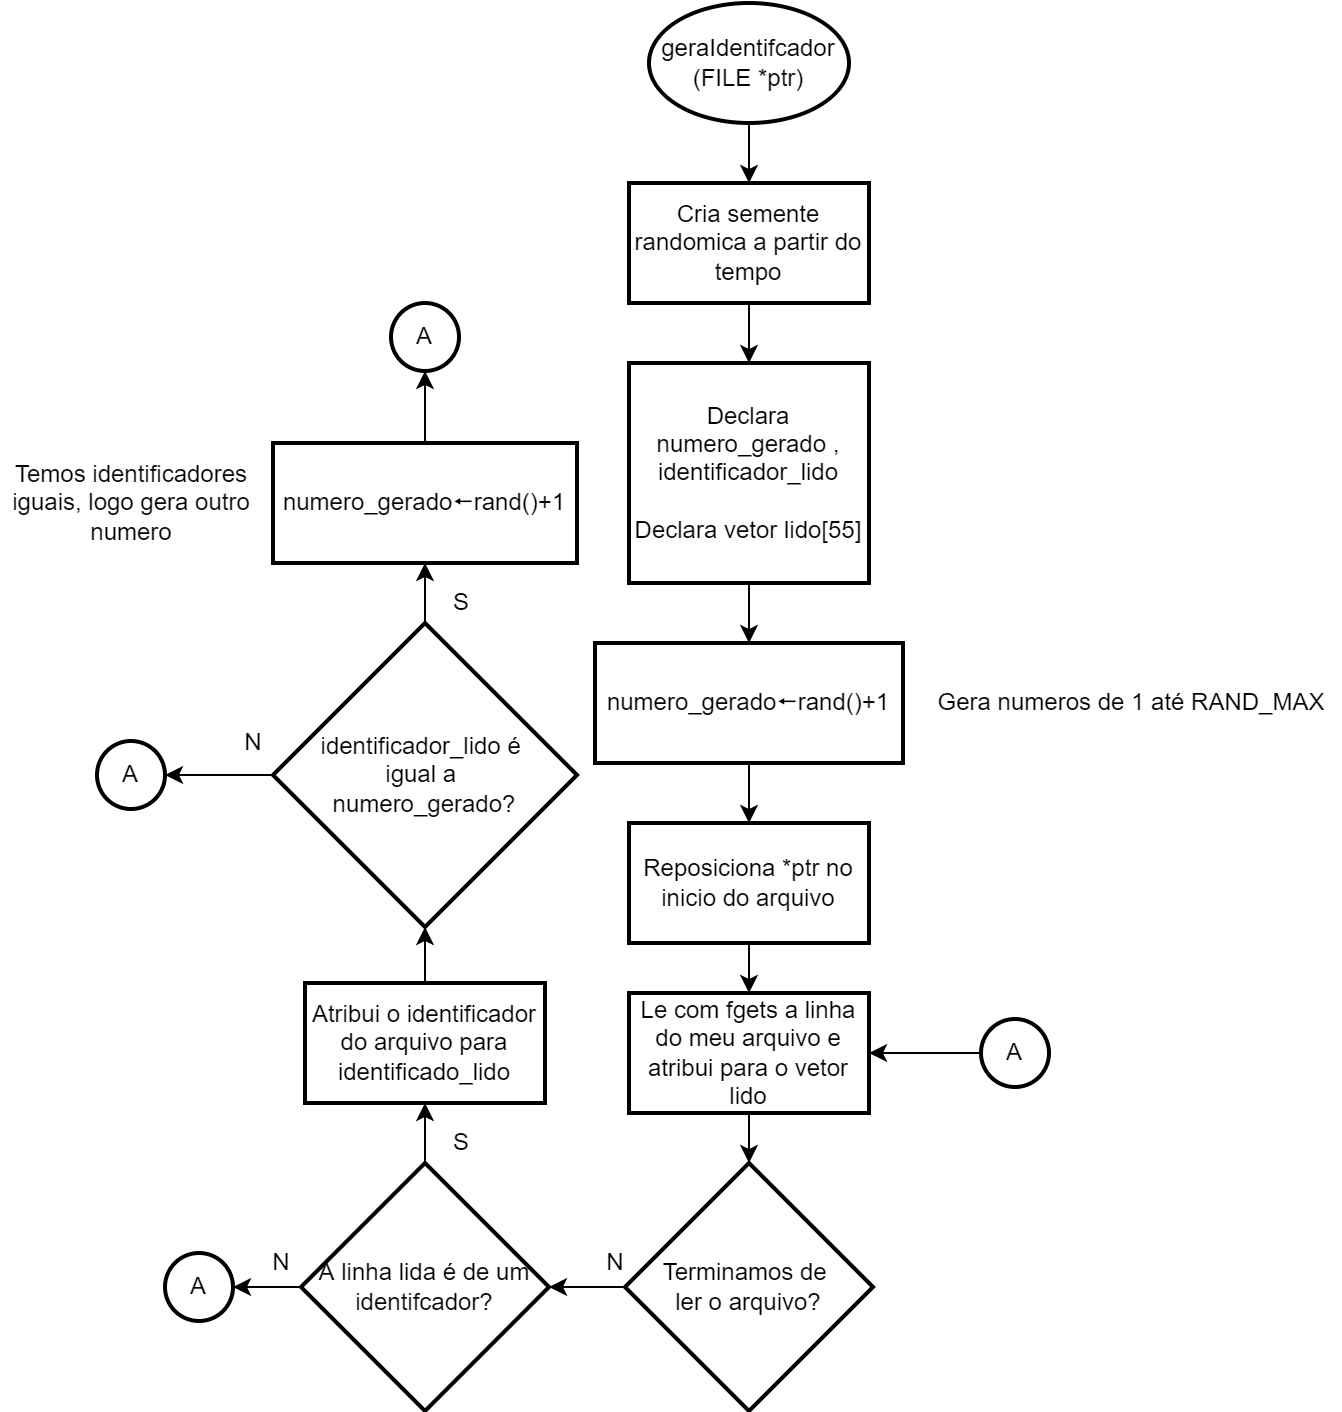 geraIdentifcador
(FILE *ptr)
Cria semente
randomica a partir do
tempo
Declara
numero_gerado ,
identificador_lido
Declara vetor lido[55]
numero_gerado←rand()+1
Gera numeros de 1 até RAND_MAX
Reposiciona *ptr no
inicio do arquivo
Le com fgets a linha
do meu arquivo e
atribui para o vetor
lido
A
Terminamos de
ler o arquivo?
N
A linha lida é de um
identifcador?
N
A
S
Atribui o identificador
do arquivo para
identificado_lido
identificador_lido é
igual a
numero_gerado?
N
A
S
numero_gerado←rand()+1
Temos identificadores
iguais, logo gera outro
numero
A